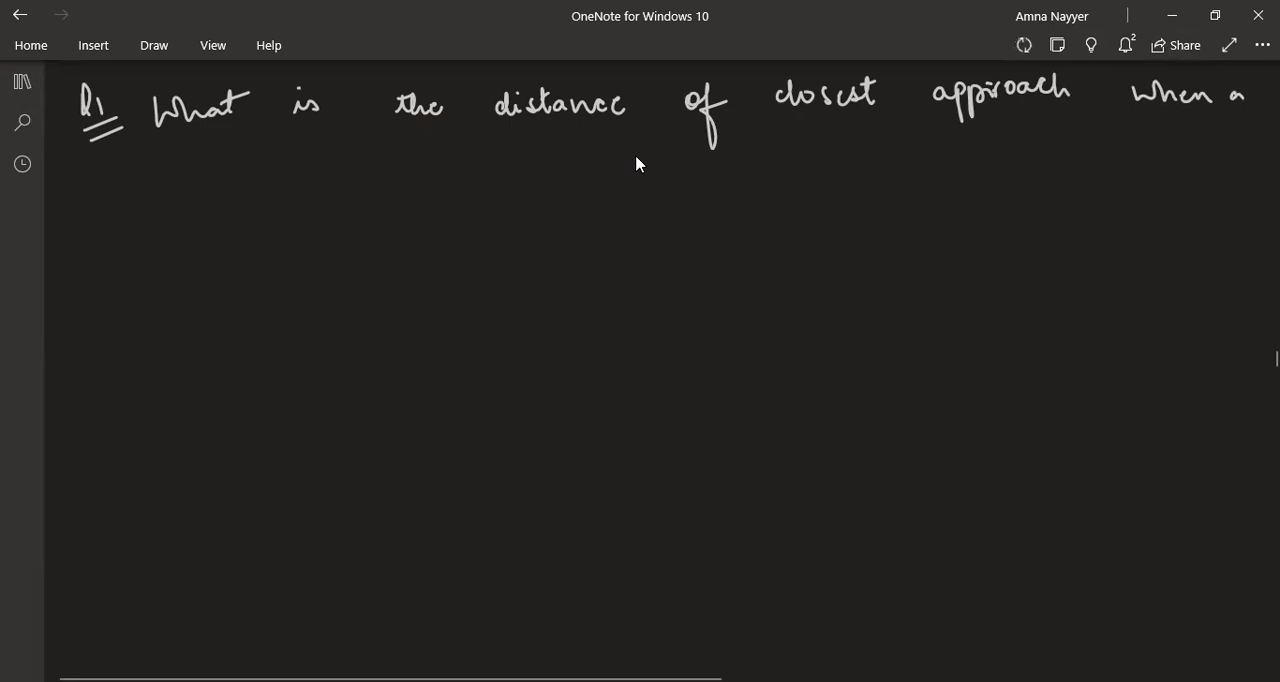 OneNote for Windows 10
Amna Nayyer
Home Insert Draw View Help
2 Share
Q1 What is the distance of closest approach when a